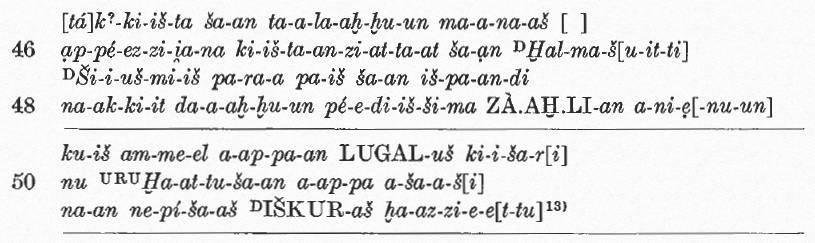 [tá]k?-ki-iš-ta ša-an ta-a-la-aḫ-ḫu-un ma-a-na-aš [ ]
46 ạp-pé-ez-zi-i̯a-na ki-iš-ta-an-zi-at-ta-at ša-ạn ᴰḪal-ma-š[u-it-ti]
ᴰŠi-i-uš-mi-iš pa-ra-a pa-iš ša-an iš-pa-an-di
48 na-ak-ki-it da-a-aḫ-ḫu-un pé-e-di-iš-ši-ma ZÀ.AḪ.LI-an a-ni-ẹ[-nu-un]
ku-iš am-me-el a-ap-pa-an LUGAL-uš ki-i-ša-r[i]
50 nu ᵁᴿᵁḪa-at-tu-ša-an a-ap-pa a-ša-a-š[i]
na-an ne-pí-ša-aš ᴰIŠKUR-aš ḫa-az-zi-e-e[t-tu]¹³⁾